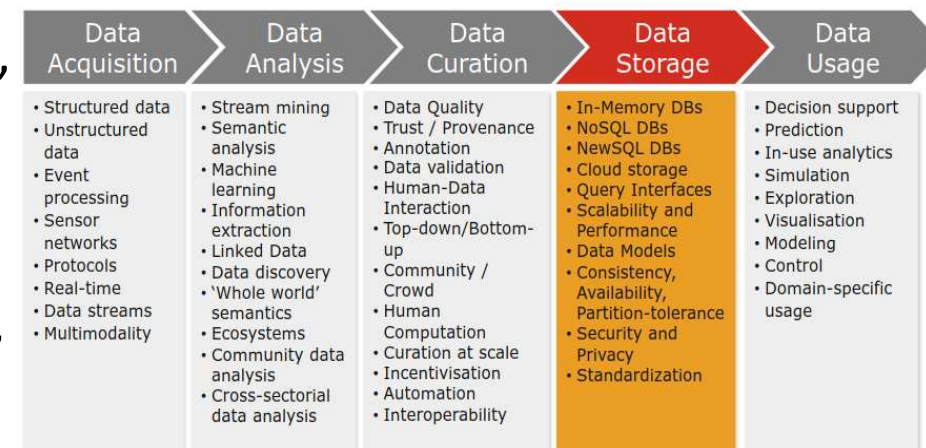 Data
Acquisition
Data
Analysis
Data
Curation
Data
Storage
Data
Usage
• Structured data
• Unstructured
data
• Event
processing
• Sensor
networks
• Protocols
• Real-time
• Data streams
• Multimodality
• Stream mining
• Semantic
analysis
• Machine
learning
• Information
extraction
• Linked Data
• Data discovery
• ‘Whole world’
semantics
• Ecosystems
• Community data
analysis
• Cross-sectorial
data analysis
• Data Quality
• Trust / Provenance
• Annotation
• Data validation
• Human-Data
Interaction
• Top-down/Bottom-
up
• Community /
Crowd
• Human
Computation
• Curation at scale
• Incentivisation
• Automation
• Interoperability
• In-Memory DBs
• NoSQL DBs
• NewSQL DBs
• Cloud storage
• Query Interfaces
• Scalability and
Performance
• Data Models
• Consistency,
Availability,
Partition-tolerance
• Security and
Privacy
• Standardization
• Decision support
• Prediction
• In-use analytics
• Simulation
• Exploration
• Visualisation
• Modeling
• Control
• Domain-specific
usage